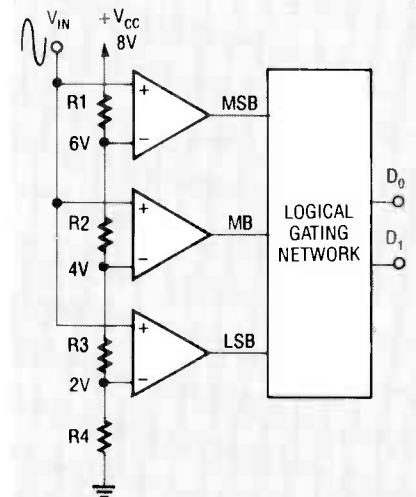 V_IN
+V_CC
8V
R1
+
−
MSB
6V
R2
+
−
MB
4V
LOGICAL
GATING
NETWORK
D_0
D_1
R3
+
−
LSB
2V
R4